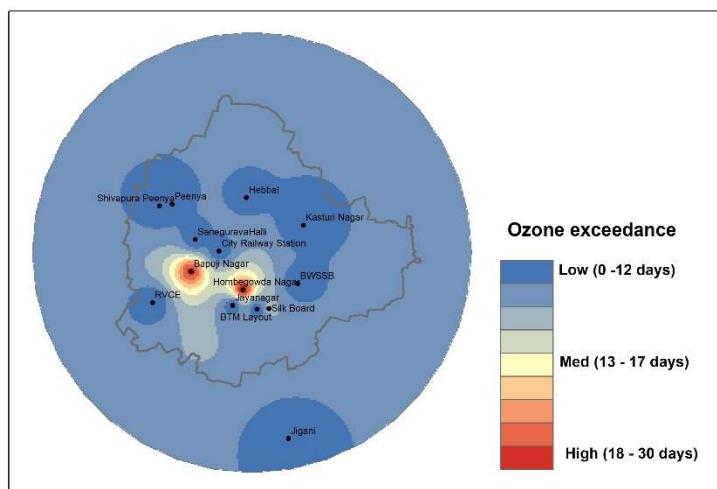 Hebbal
Shivapura Peenya
Peenya
Kasturi Nagar
SaneguravaHalli
City Railway Station
Bapuji Nagar
Hombegowda Nagar
BWSSB
RVCE
Jayanagar
BTM Layout
Silk Board
Jigani
Ozone exceedance
Low (0 -12 days)
Med (13 - 17 days)
High (18 - 30 days)